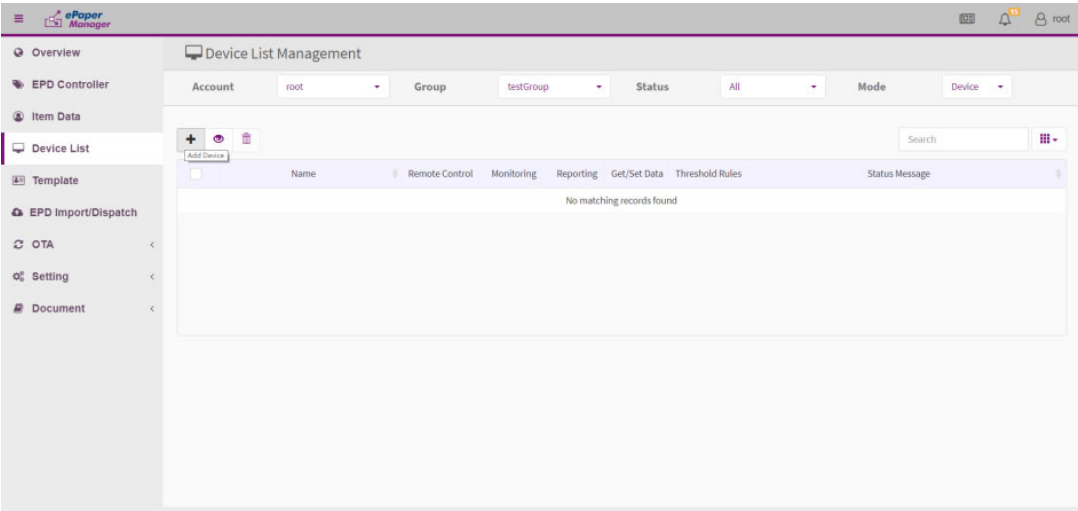 ePaper
Manager
15
root
Overview
EPD Controller
Item Data
Device List
Template
EPD Import/Dispatch
OTA
Setting
Document
Device List Management
Account root Group testGroup Status All Mode Device
Search
Add Device
Name Remote Control Monitoring Reporting Get/Set Data Threshold Rules Status Message
No matching records found